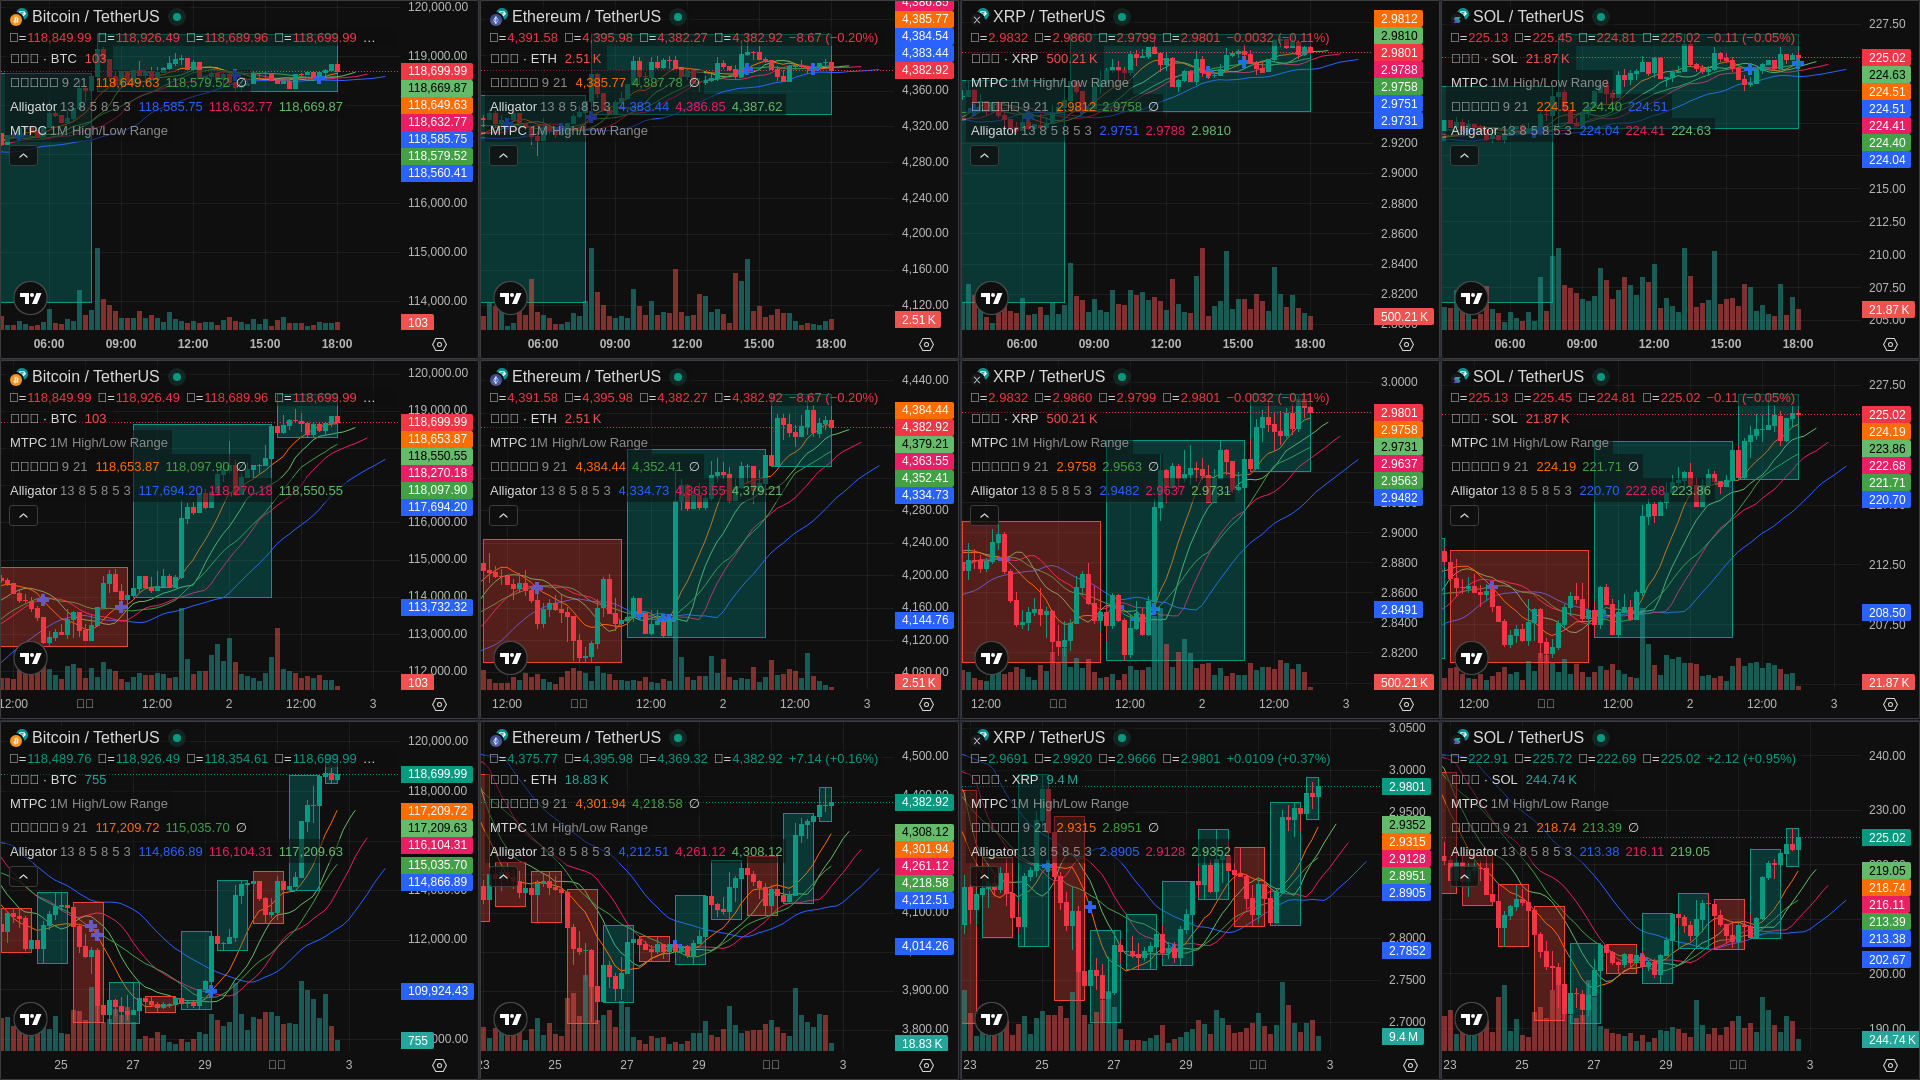 Bitcoin / TetherUS
=118,849.99 =118,926.49 =118,689.96 =118,699.99 ...
· BTC 103
9 21 118,649.63 118,579.52 ∅
Alligator 13 8 5 8 5 3 118,585.75 118,632.77 118,669.87
MTPC 1M High/Low Range
120,000.00
119,000.00
118,699.99
118,669.87
118,649.63
118,632.77
118,585.75
118,579.52
118,560.41
116,000.00
115,000.00
114,000.00
103
06:00 09:00 12:00 15:00 18:00
Ethereum / TetherUS
=4,391.58 =4,395.98 =4,382.27 =4,382.92 −8.67 (−0.20%)
· ETH 2.51 K
9 21 4,385.77 4,387.78 ∅
Alligator 13 8 5 8 5 3 4,383.44 4,386.85 4,387.62
MTPC 1M High/Low Range
4,386.85
4,385.77
4,384.54
4,383.44
4,382.92
4,360.00
4,320.00
4,280.00
4,240.00
4,200.00
4,160.00
4,120.00
2.51 K
06:00 09:00 12:00 15:00 18:00
XRP / TetherUS
=2.9832 =2.9860 =2.9799 =2.9801 −0.0032 (−0.11%)
· XRP 500.21 K
MTPC 1M High/Low Range
9 21 2.9812 2.9758 ∅
Alligator 13 8 5 8 5 3 2.9751 2.9788 2.9810
2.9812
2.9810
2.9801
2.9788
2.9758
2.9751
2.9731
2.9200
2.9000
2.8800
2.8600
2.8400
2.8200
500.21 K
06:00 09:00 12:00 15:00 18:00
SOL / TetherUS
=225.13 =225.45 =224.81 =225.02 −0.11 (−0.05%)
· SOL 21.87 K
MTPC 1M High/Low Range
9 21 224.51 224.40 224.51
Alligator 13 8 5 8 5 3 224.04 224.41 224.63
227.50
225.02
224.63
224.51
224.51
224.41
224.40
224.04
215.00
212.50
210.00
207.50
21.87 K
205.00
06:00 09:00 12:00 15:00 18:00
Bitcoin / TetherUS
=118,849.99 =118,926.49 =118,689.96 =118,699.99 ...
· BTC 103
MTPC 1M High/Low Range
9 21 118,653.87 118,097.90 ∅
Alligator 13 8 5 8 5 3 117,694.20 118,270.18 118,550.55
120,000.00
119,000.00
118,699.99
118,653.87
118,550.55
118,270.18
118,097.90
117,694.20
116,000.00
115,000.00
114,000.00
113,732.32
113,000.00
112,000.00
103
12:00 12:00 2 12:00 3
Ethereum / TetherUS
=4,391.58 =4,395.98 =4,382.27 =4,382.92 −8.67 (−0.20%)
· ETH 2.51 K
MTPC 1M High/Low Range
9 21 4,384.44 4,352.41 ∅
Alligator 13 8 5 8 5 3 4,334.73 4,363.55 4,379.21
4,440.00
4,384.44
4,382.92
4,379.21
4,363.55
4,352.41
4,334.73
4,280.00
4,240.00
4,200.00
4,160.00
4,144.76
4,120.00
4,080.00
2.51 K
12:00 12:00 2 12:00 3
XRP / TetherUS
=2.9832 =2.9860 =2.9799 =2.9801 −0.0032 (−0.11%)
· XRP 500.21 K
MTPC 1M High/Low Range
9 21 2.9758 2.9563 ∅
Alligator 13 8 5 8 5 3 2.9482 2.9637 2.9731
3.0000
2.9801
2.9758
2.9731
2.9637
2.9563
2.9482
2.9000
2.8800
2.8600
2.8491
2.8400
2.8200
500.21 K
12:00 12:00 2 12:00 3
SOL / TetherUS
=225.13 =225.45 =224.81 =225.02 −0.11 (−0.05%)
· SOL 21.87 K
MTPC 1M High/Low Range
9 21 224.19 221.71 ∅
Alligator 13 8 5 8 5 3 220.70 222.68 223.86
227.50
225.02
224.19
223.86
222.68
221.71
220.70
212.50
208.50
207.50
21.87 K
12:00 12:00 2 12:00 3
Bitcoin / TetherUS
=118,489.76 =118,926.49 =118,354.61 =118,699.99 ...
· BTC 755
MTPC 1M High/Low Range
9 21 117,209.72 115,035.70 ∅
Alligator 13 8 5 8 5 3 114,866.89 116,104.31 117,209.63
120,000.00
118,699.99
118,000.00
117,209.72
117,209.63
116,104.31
115,035.70
114,866.89
114,000.00
112,000.00
109,924.43
755
25 27 29 3
Ethereum / TetherUS
=4,375.77 =4,395.98 =4,369.32 =4,382.92 +7.14 (+0.16%)
· ETH 18.83 K
9 21 4,301.94 4,218.58 ∅
MTPC 1M High/Low Range
Alligator 13 8 5 8 5 3 4,212.51 4,261.12 4,308.12
4,500.00
4,400.00
4,382.92
4,308.12
4,301.94
4,261.12
4,218.58
4,212.51
4,100.00
4,014.26
3,900.00
3,800.00
18.83 K
23 25 27 29 3
XRP / TetherUS
=2.9691 =2.9920 =2.9666 =2.9801 +0.0109 (+0.37%)
· XRP 9.4 M
MTPC 1M High/Low Range
9 21 2.9315 2.8951 ∅
Alligator 13 8 5 8 5 3 2.8905 2.9128 2.9352
3.0500
3.0000
2.9801
2.9500
2.9352
2.9315
2.9128
2.8951
2.8905
2.8000
2.7852
2.7500
2.7000
9.4 M
23 25 27 29 3
SOL / TetherUS
=222.91 =225.72 =222.69 =225.02 +2.12 (+0.95%)
· SOL 244.74 K
MTPC 1M High/Low Range
9 21 218.74 213.39 ∅
Alligator 13 8 5 8 5 3 213.38 216.11 219.05
240.00
230.00
225.02
219.05
218.74
216.11
213.39
213.38
202.67
200.00
190.00
244.74 K
23 25 27 29 3